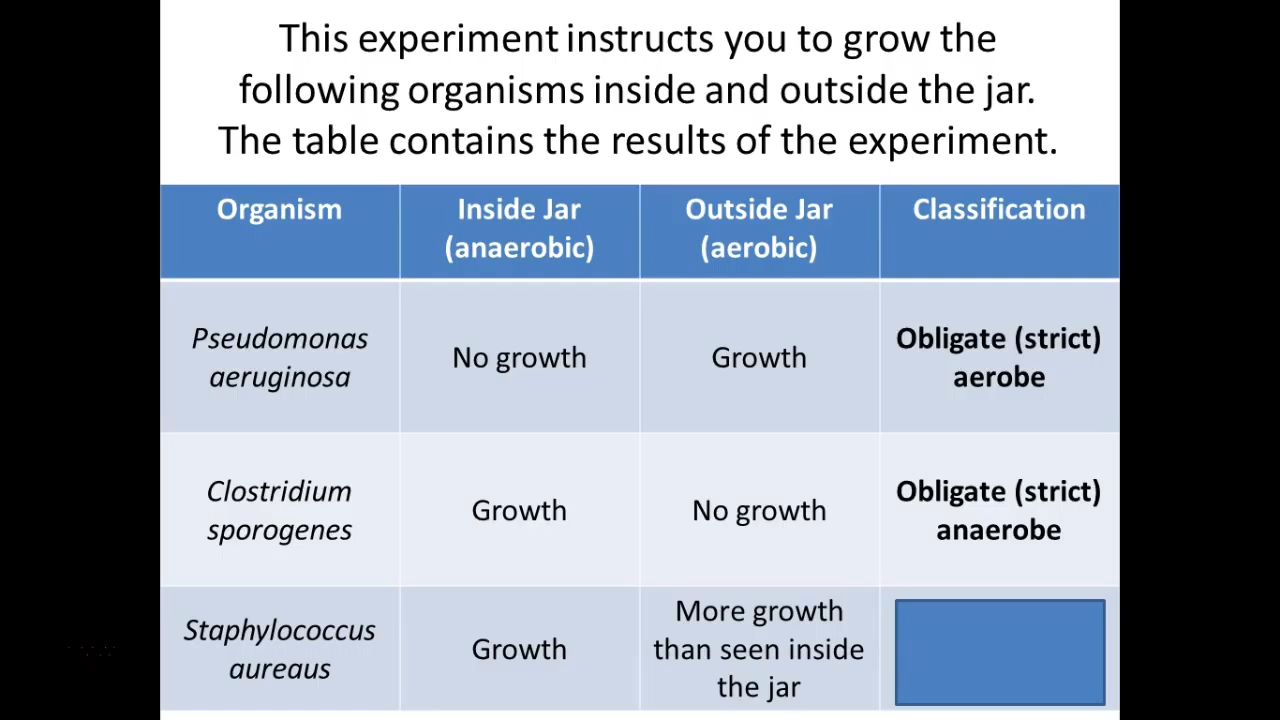 This experiment instructs you to grow the
following organisms inside and outside the jar.
The table contains the results of the experiment.
Organism
Inside Jar
(anaerobic)
Outside Jar
(aerobic)
Classification
Pseudomonas
aeruginosa
No growth
Growth
Obligate (strict)
aerobe
Clostridium
sporogenes
Growth
No growth
Obligate (strict)
anaerobe
Staphylococcus
aureaus
Growth
More growth
than seen inside
the jar